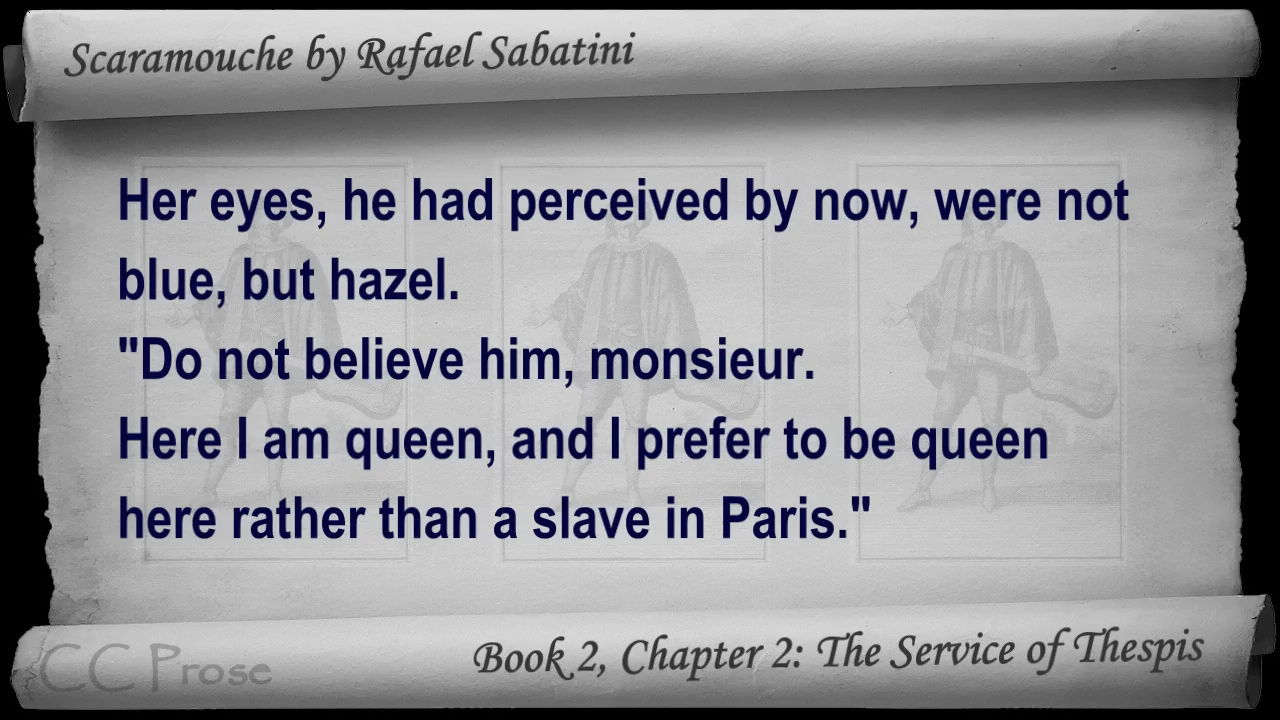 Scaramouche by Rafael Sabatini
Her eyes, he had perceived by now, were not
blue, but hazel.
"Do not believe him, monsieur.
Here I am queen, and I prefer to be queen
here rather than a slave in Paris."
CC Prose
Book 2, Chapter 2: The Service of Thespis